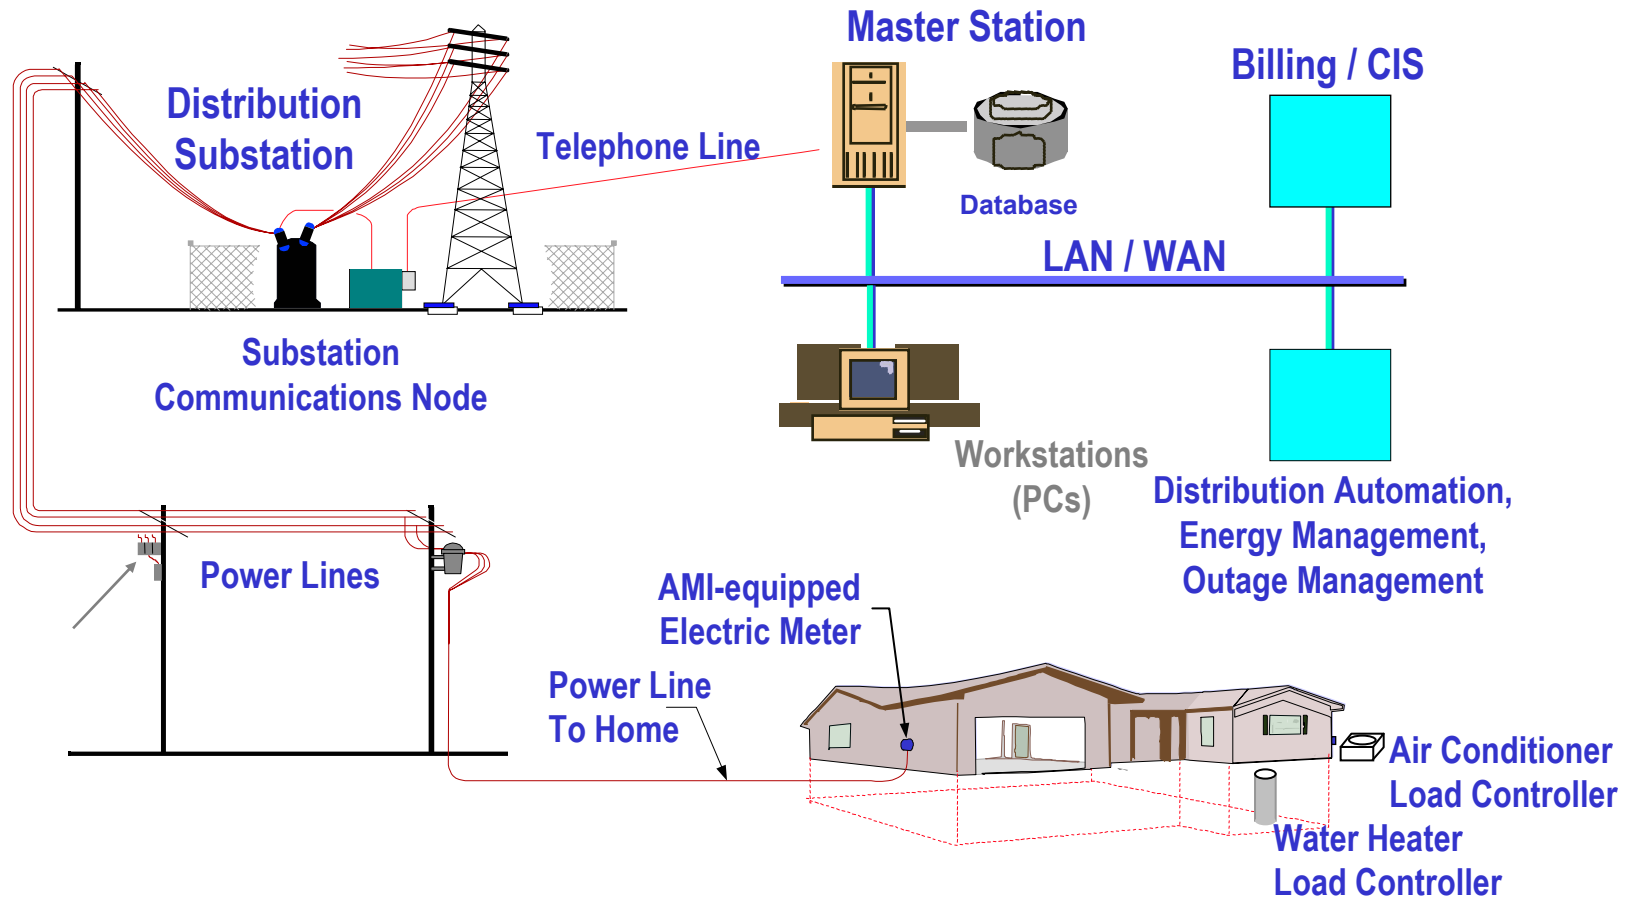 Master Station
Billing / CIS
Distribution
Substation
Telephone Line
Database
LAN / WAN
Substation
Communications Node
Workstations
(PCs)
Distribution Automation,
Energy Management,
Outage Management
Power Lines
AMI-equipped
Electric Meter
Power Line
To Home
Air Conditioner
Load Controller
Water Heater
Load Controller